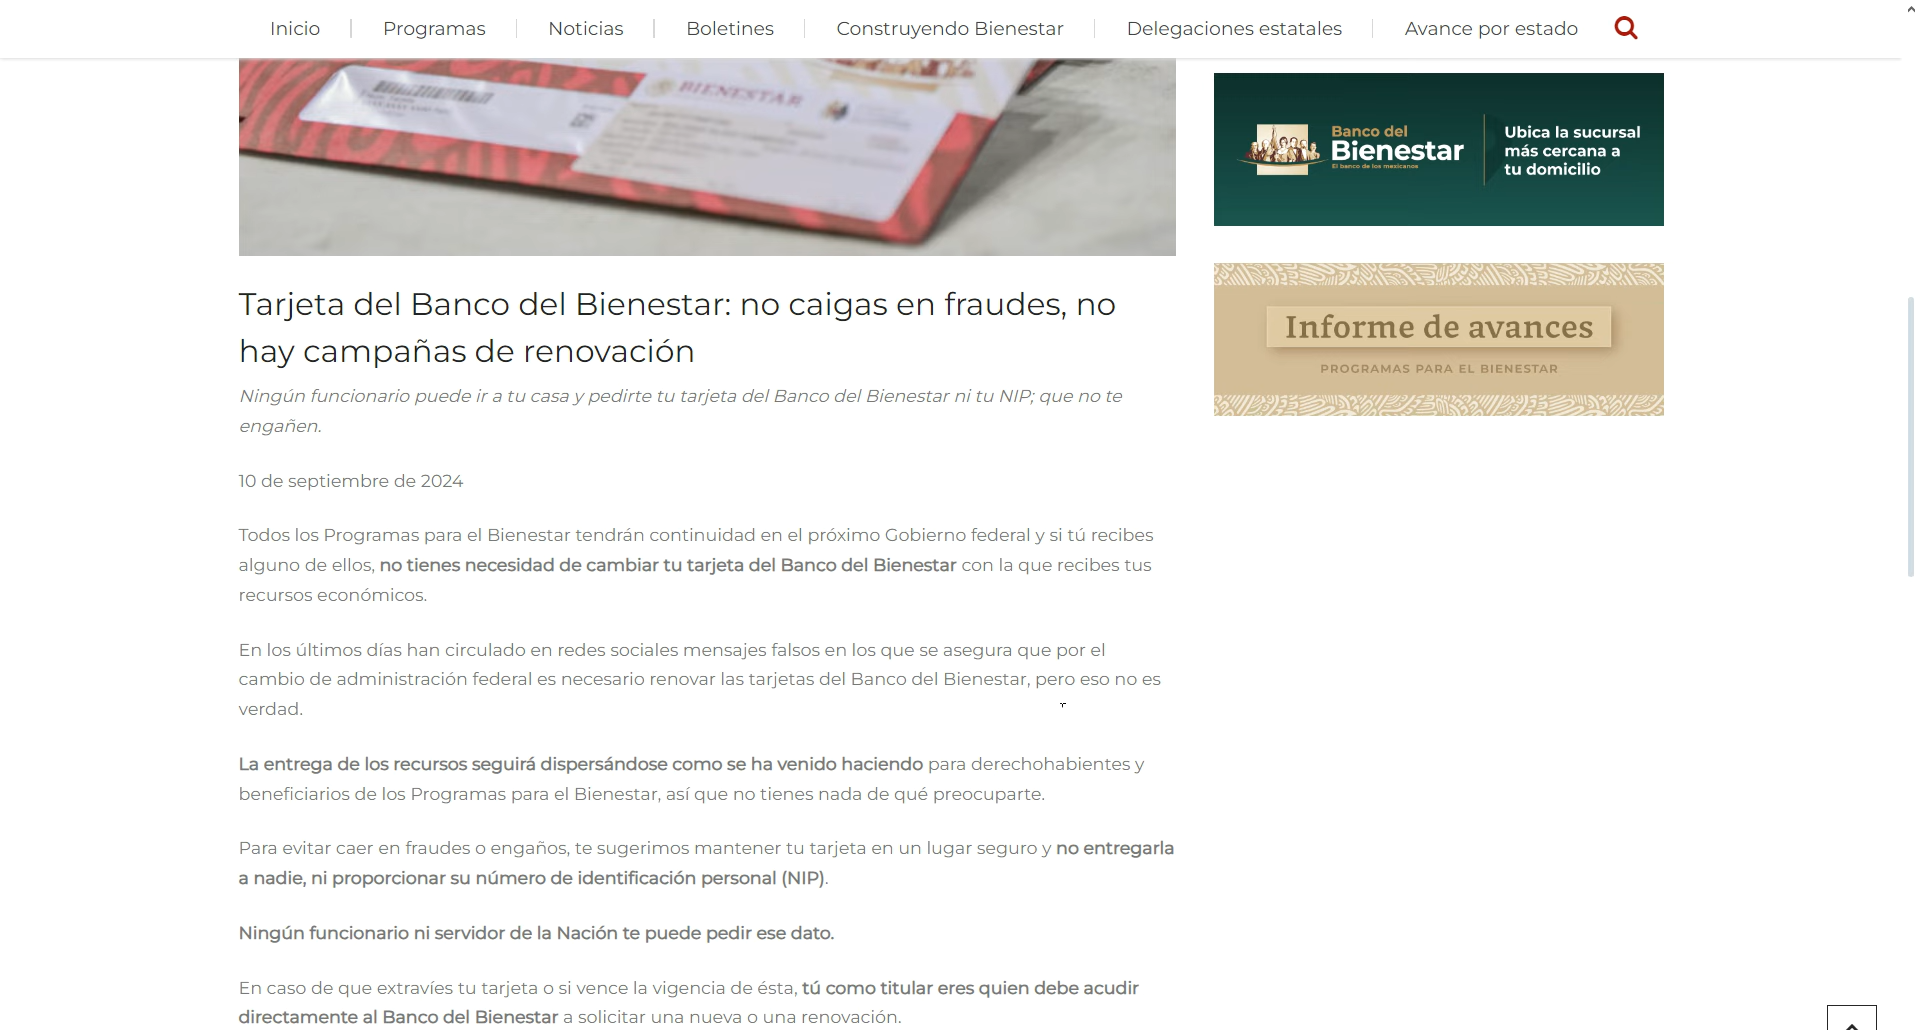 Inicio
Programas
Noticias
Boletines
Construyendo Bienestar
Delegaciones estatales
Avance por estado
BIENESTAR
Banco del
Bienestar
El banco de los mexicanos
Ubica la sucursal
más cercana a
tu domicilio
Informe de avances
PROGRAMAS PARA EL BIENESTAR
Tarjeta del Banco del Bienestar: no caigas en fraudes, no
hay campañas de renovación
Ningún funcionario puede ir a tu casa y pedirte tu tarjeta del Banco del Bienestar ni tu NIP; que no te
engañen.
10 de septiembre de 2024
Todos los Programas para el Bienestar tendrán continuidad en el próximo Gobierno federal y si tú recibes
alguno de ellos, no tienes necesidad de cambiar tu tarjeta del Banco del Bienestar con la que recibes tus
recursos económicos.
En los últimos días han circulado en redes sociales mensajes falsos en los que se asegura que por el
cambio de administración federal es necesario renovar las tarjetas del Banco del Bienestar, pero eso no es
verdad.
La entrega de los recursos seguirá dispersándose como se ha venido haciendo para derechohabientes y
beneficiarios de los Programas para el Bienestar, así que no tienes nada de qué preocuparte.
Para evitar caer en fraudes o engaños, te sugerimos mantener tu tarjeta en un lugar seguro y no entregarla
a nadie, ni proporcionar su número de identificación personal (NIP).
Ningún funcionario ni servidor de la Nación te puede pedir ese dato.
En caso de que extravíes tu tarjeta o si vence la vigencia de ésta, tú como titular eres quien debe acudir
directamente al Banco del Bienestar a solicitar una nueva o una renovación.